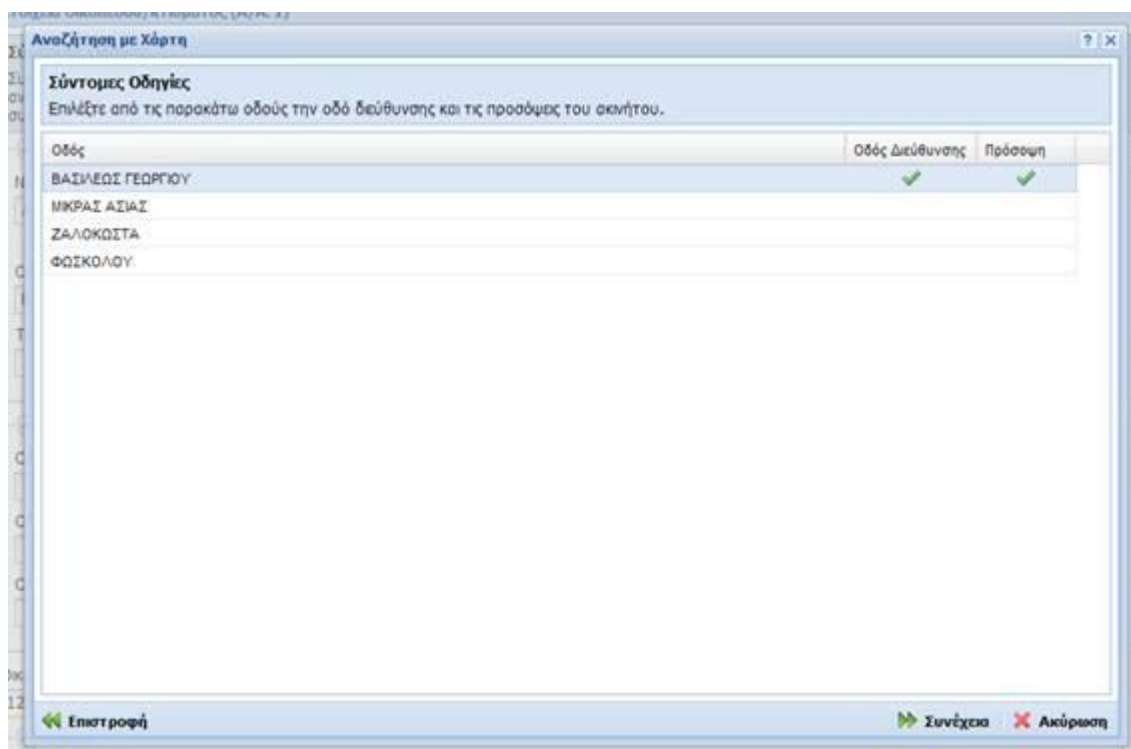 Αναζήτηση με Χάρτη
Σύντομες Οδηγίες
Επιλέξτε από τις παρακάτω οδούς την οδό διεύθυνσης και τις προσόψεις του ακινήτου.
Οδός Οδός Διεύθυνσης Πρόσοψη
ΒΑΣΙΛΕΩΣ ΓΕΩΡΓΙΟΥ
ΜΙΚΡΑΣ ΑΣΙΑΣ
ΖΑΛΟΚΩΣΤΑ
ΦΩΣΚΟΛΟΥ
Επιστροφή Συνέχεια Ακύρωση